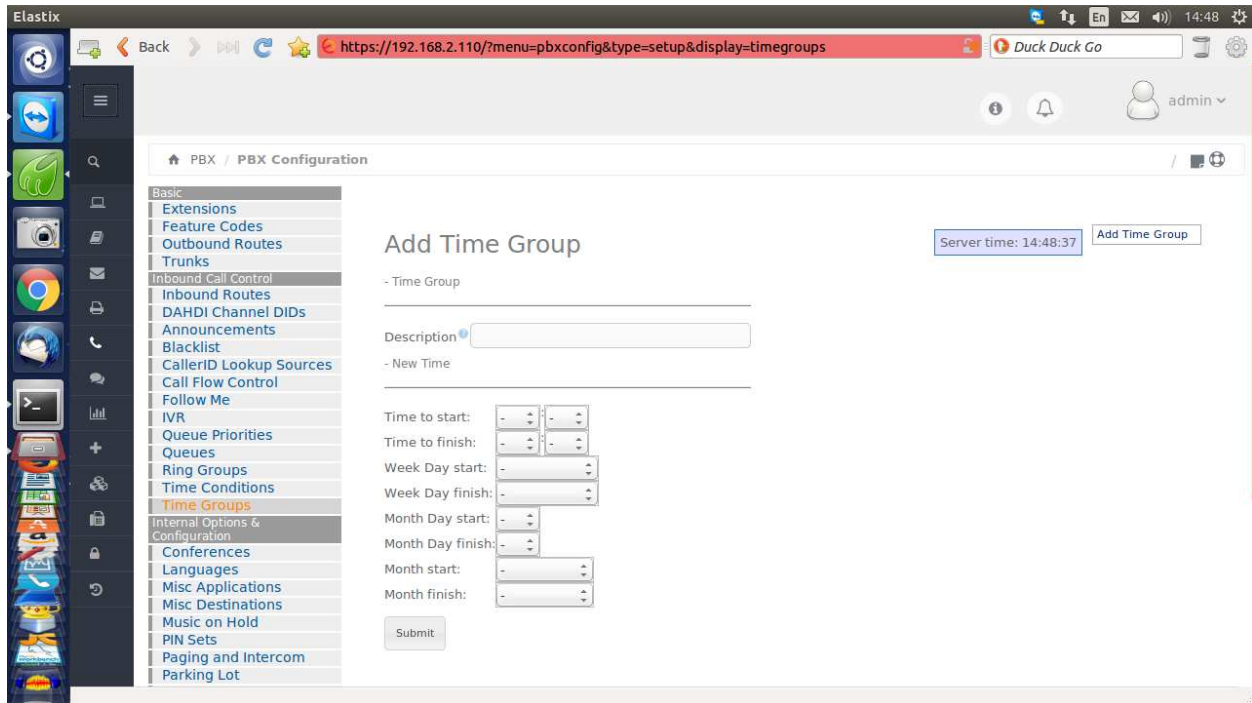 Elastix
En 14:48
Back https://192.168.2.110/?menu=pbxconfig&type=setup&display=timegroups Duck Duck Go
admin
PBX / PBX Configuration /
Basic
Extensions
Feature Codes
Outbound Routes
Trunks
Inbound Call Control
Inbound Routes
DAHDI Channel DIDs
Announcements
Blacklist
CallerID Lookup Sources
Call Flow Control
Follow Me
IVR
Queue Priorities
Queues
Ring Groups
Time Conditions
Time Groups
Internal Options &
Configuration
Conferences
Languages
Misc Applications
Misc Destinations
Music on Hold
PIN Sets
Paging and Intercom
Parking Lot
Add Time Group
Server time: 14:48:37
Add Time Group
- Time Group
Description
- New Time
Time to start: - : -
Time to finish: - : -
Week Day start: -
Week Day finish: -
Month Day start: -
Month Day finish: -
Month start: -
Month finish: -
Submit